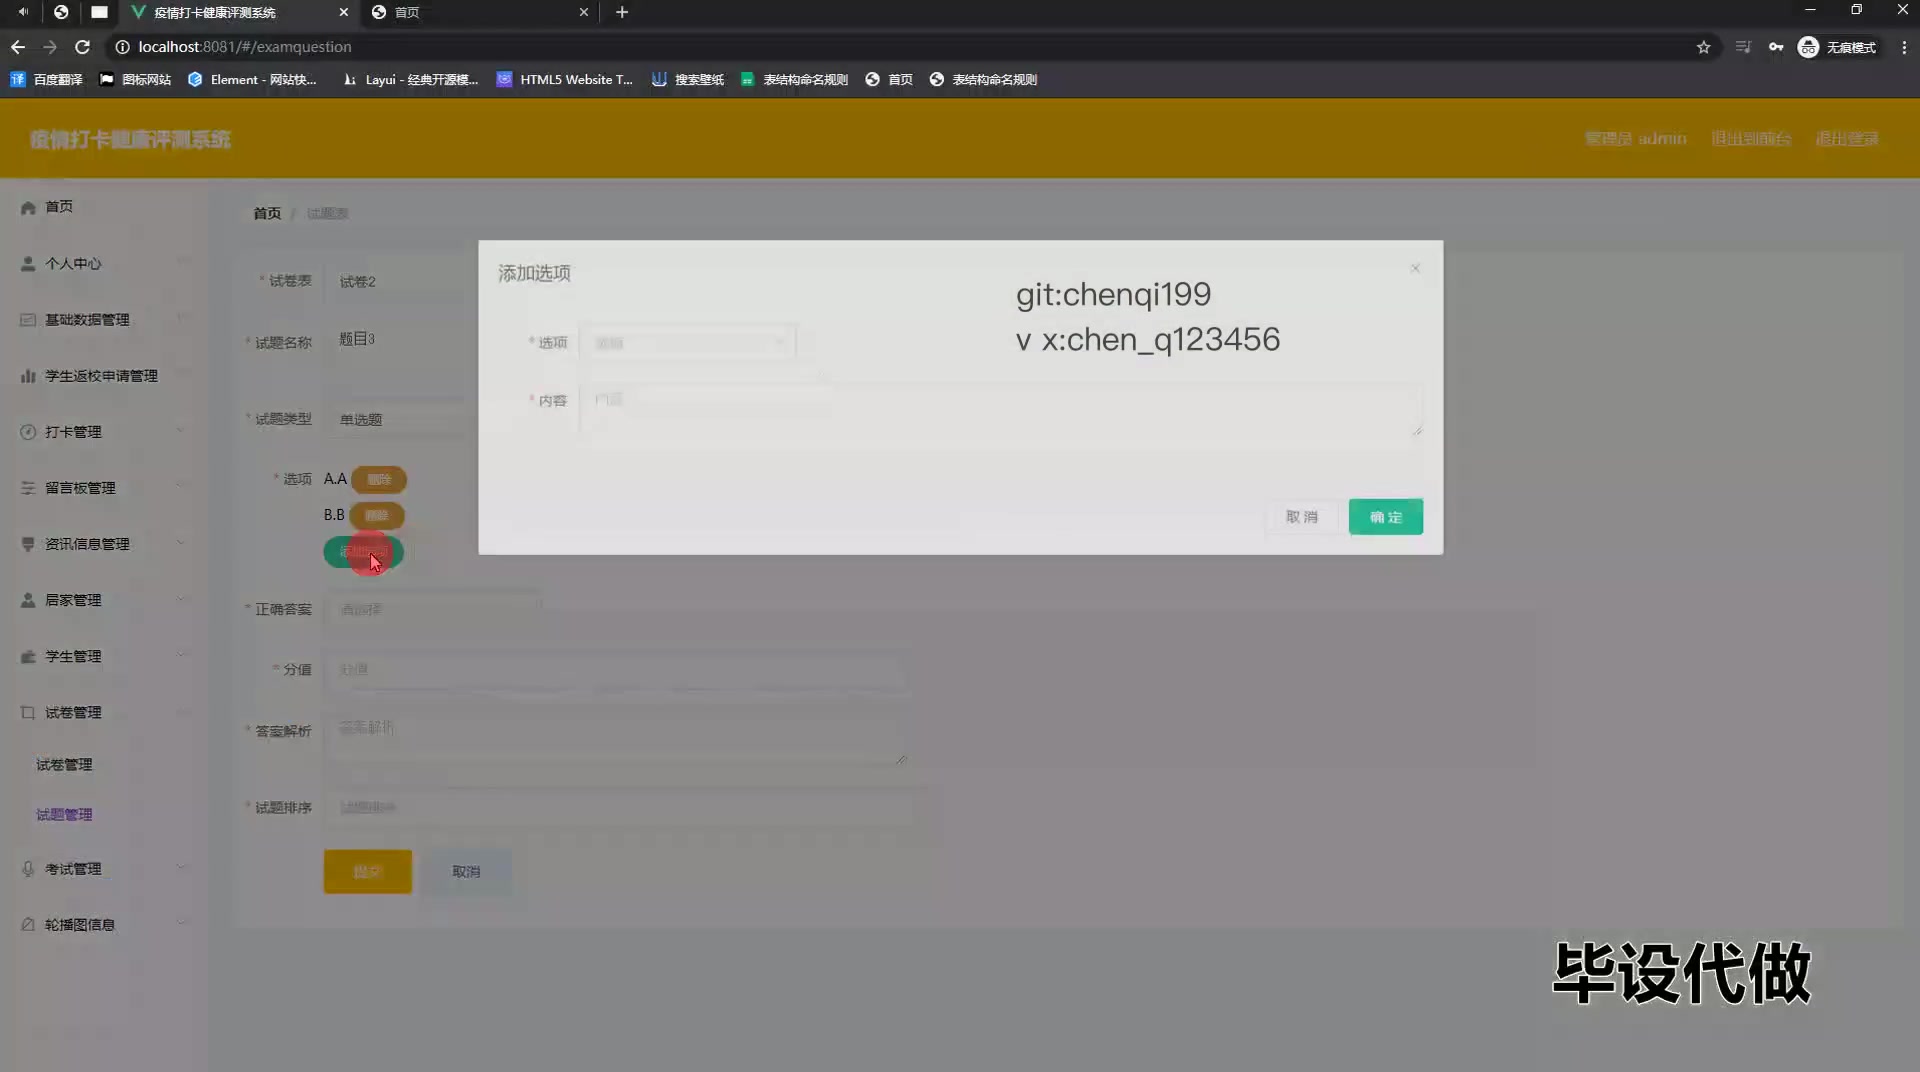 疫情打卡健康评测系统
首页
localhost:8081/#/examquestion
无痕模式
百度翻译
图标网站
Element - 网站快...
Layui - 经典开源模...
HTML5 Website T...
搜索壁纸
表结构命名规则
首页
表结构命名规则
疫情打卡健康评测系统
管理员 admin
退出到前台
退出登录
首页
个人中心
基础数据管理
学生返校申请管理
打卡管理
留言板管理
资讯信息管理
居家管理
学生管理
试卷管理
试卷管理
试题管理
考试管理
轮播图信息
首页 / 试题表
* 试卷表 试卷2
* 试题名称 题目3
* 试题类型 单选题
* 选项 A.A 删除
B.B 删除
添加选项
* 正确答案 请选择
* 分值 分值
* 答案解析 答案解析
* 试题排序 试题排序
提交 取消
添加选项
* 选项 选项
* 内容 内容
取 消 确 定
git:chenqi199
v x:chen_q123456
毕设代做